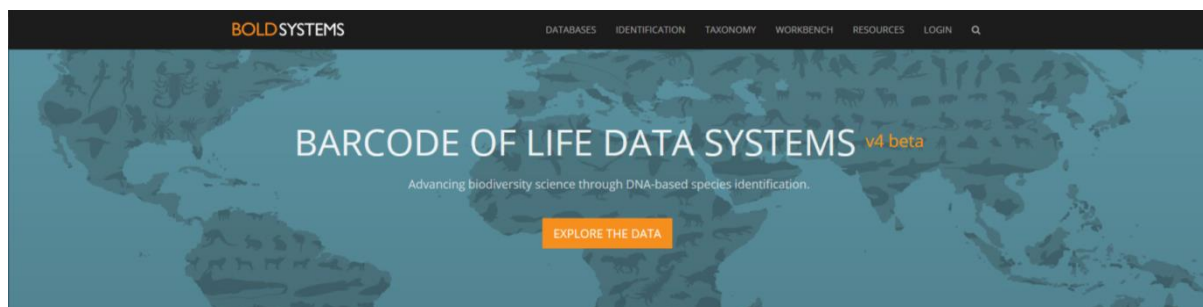 BOLDSYSTEMS DATABASES IDENTIFICATION TAXONOMY WORKBENCH RESOURCES LOGIN
BARCODE OF LIFE DATA SYSTEMS v4 beta
Advancing biodiversity science through DNA-based species identification.
EXPLORE THE DATA